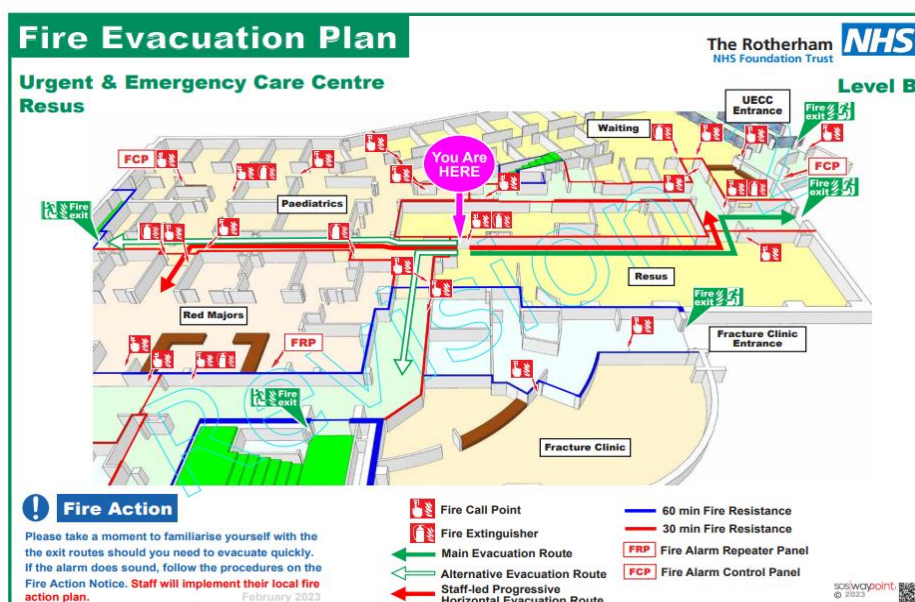 Fire Evacuation Plan
The Rotherham NHS
NHS Foundation Trust
Urgent & Emergency Care Centre
Resus
Level B
UECC
Entrance
Fire
exit
Waiting
FCP
You Are
HERE
FCP
Fire
exit
Paediatrics
Fire
exit
Resus
Red Majors
Fire
exit
Fracture Clinic
Entrance
FRP
Fire
exit
Fracture Clinic
REVISION
! Fire Action
Please take a moment to familiarise yourself with the
the exit routes should you need to evacuate quickly.
If the alarm does sound, follow the procedures on the
Fire Action Notice. Staff will implement their local fire
action plan.
February 2023
Fire Call Point
Fire Extinguisher
Main Evacuation Route
Alternative Evacuation Route
Staff-led Progressive
Horizontal Evacuation Route
60 min Fire Resistance
30 min Fire Resistance
FRP Fire Alarm Repeater Panel
FCP Fire Alarm Control Panel
© 2023